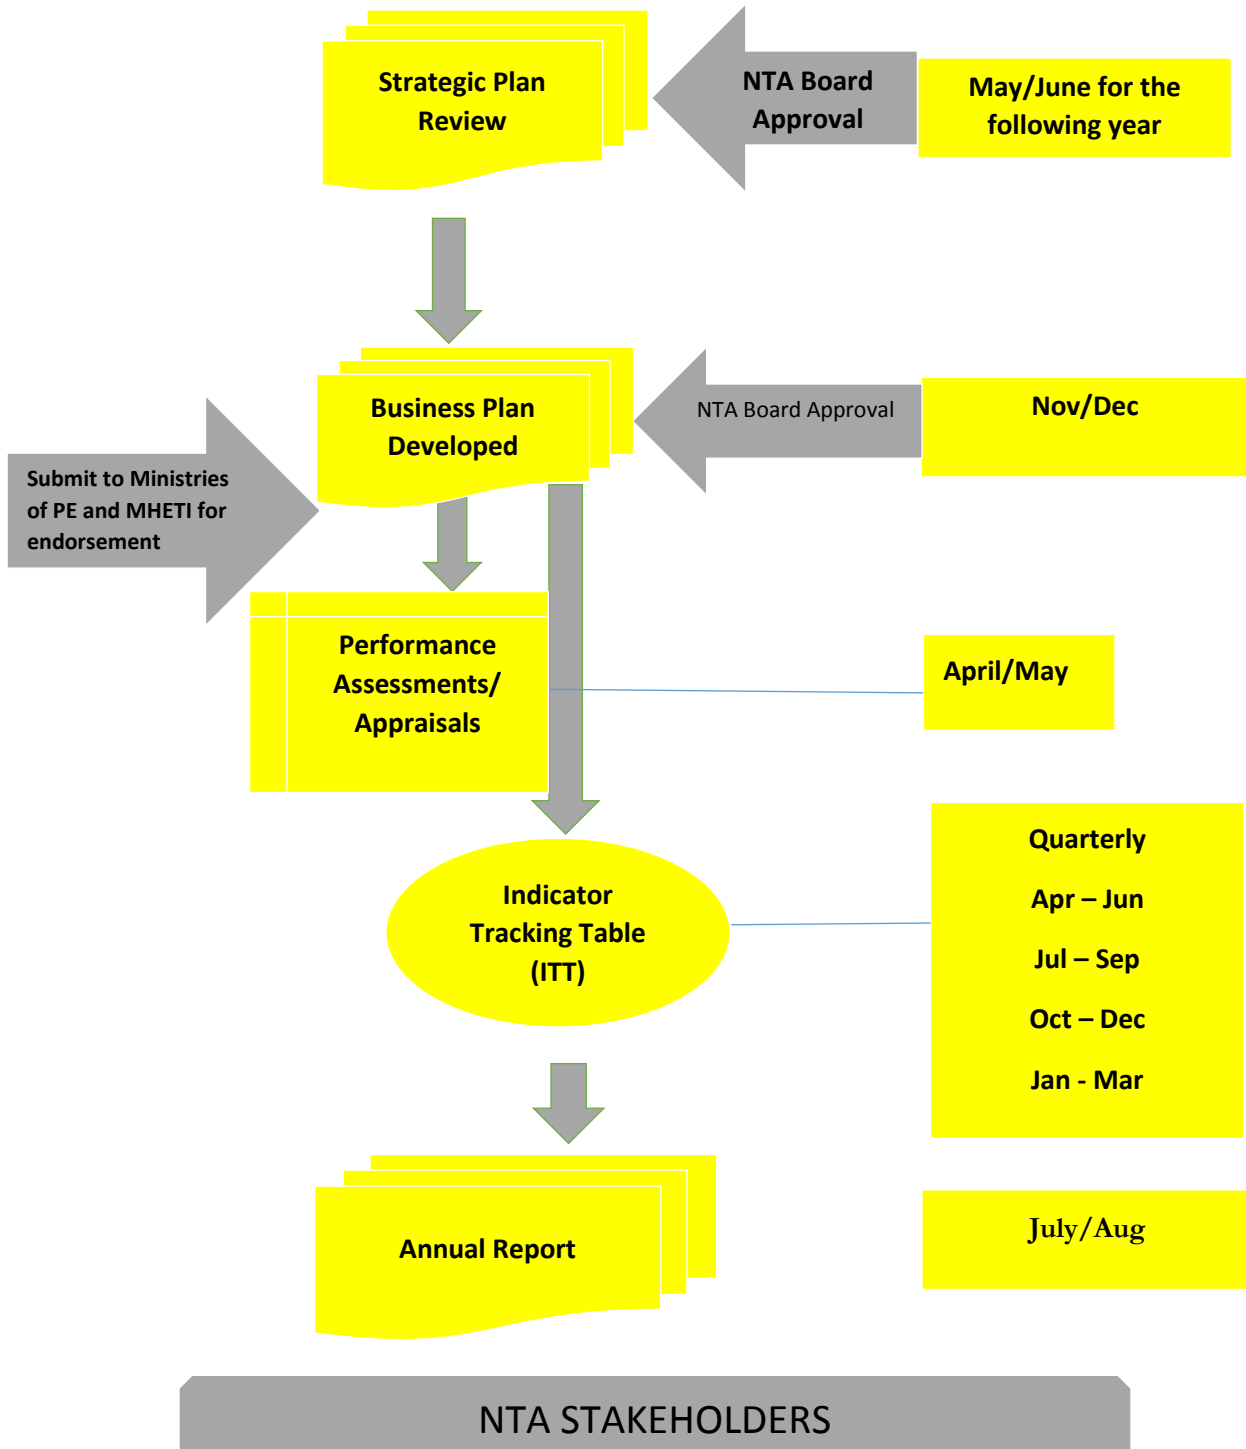 Strategic Plan
Review
NTA Board
Approval
May/June for the
following year
Business Plan
Developed
NTA Board Approval
Nov/Dec
Submit to Ministries
of PE and MHETI for
endorsement
Performance
Assessments/
Appraisals
April/May
Indicator
Tracking Table
(ITT)
Quarterly
Apr – Jun
Jul – Sep
Oct – Dec
Jan - Mar
Annual Report
July/Aug
NTA STAKEHOLDERS